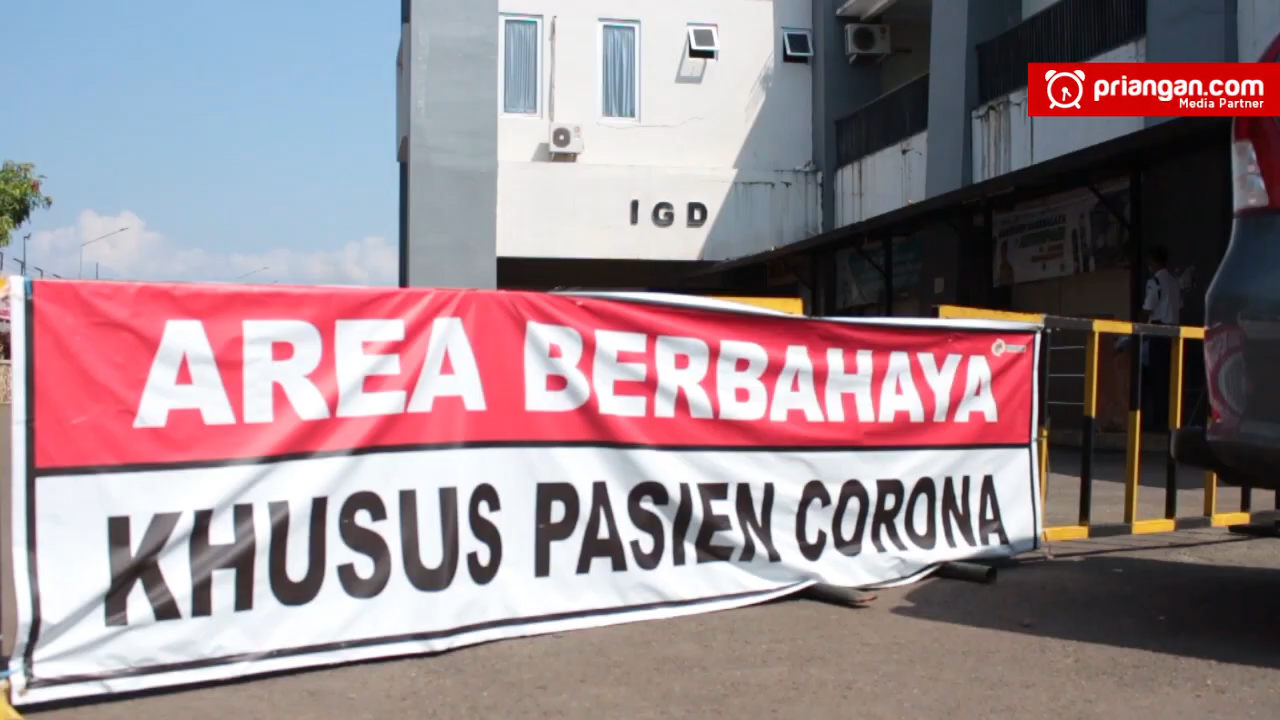 priangan.com
Media Partner
IGD
AREA BERBAHAYA
KHUSUS PASIEN CORONA